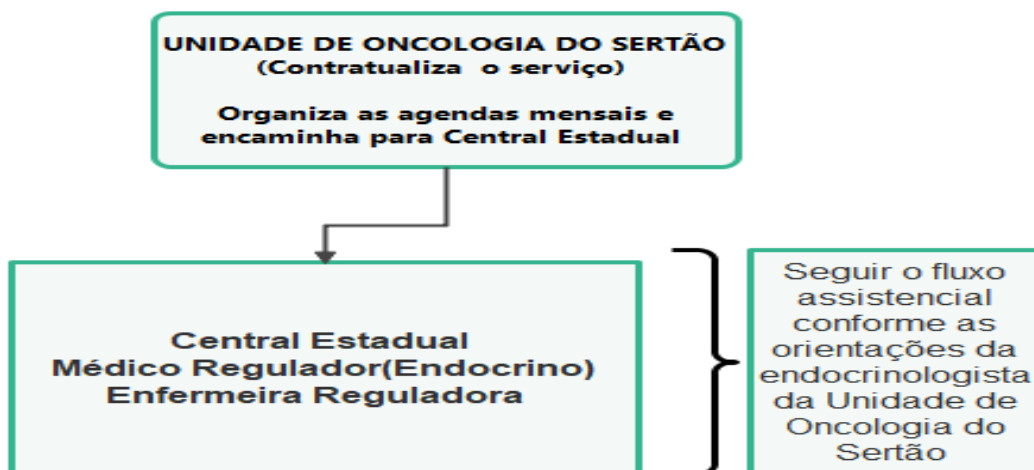 UNIDADE DE ONCOLOGIA DO SERTÃO
(Contratualiza o serviço)
Organiza as agendas mensais e
encaminha para Central Estadual
Central Estadual
Médico Regulador(Endocrino)
Enfermeira Reguladora
Seguir o fluxo
assistencial
conforme as
orientações da
endocrinologista
da Unidade de
Oncologia do
Sertão